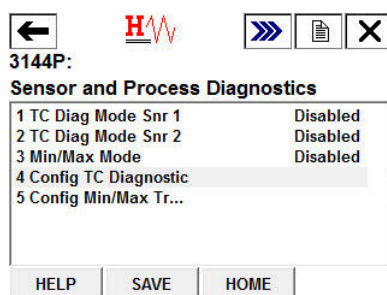 H
3144P:
Sensor and Process Diagnostics
1 TC Diag Mode Snr 1 Disabled
2 TC Diag Mode Snr 2 Disabled
3 Min/Max Mode Disabled
4 Config TC Diagnostic
5 Config Min/Max Tr...
HELP SAVE HOME